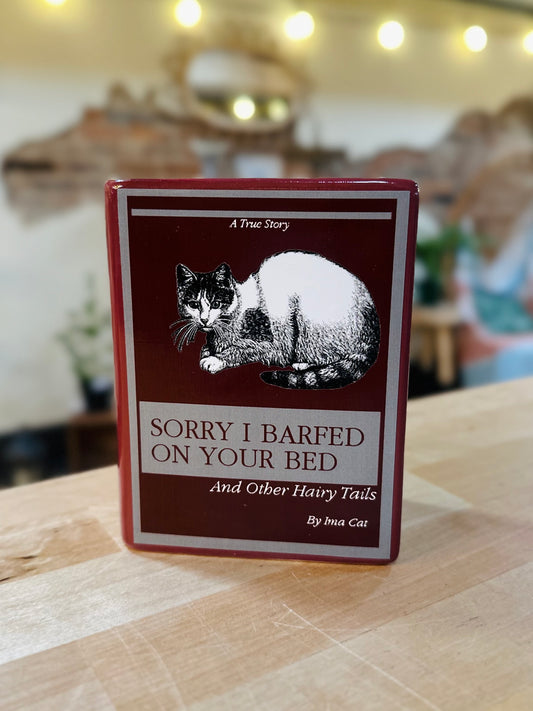 A True Story
SORRY I BARFED
ON YOUR BED
And Other Hairy Tails
By Ima Cat